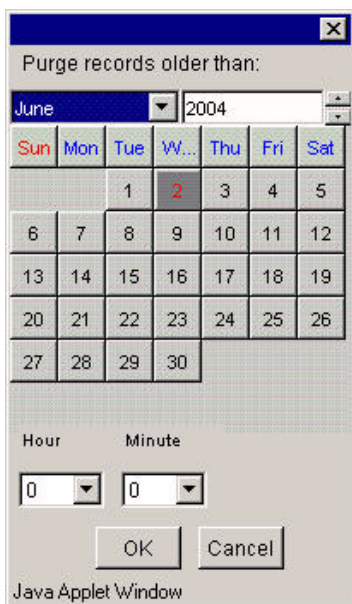 Purge records older than:
June 2004
Sun Mon Tue W... Thu Fri Sat
1 2 3 4 5
6 7 8 9 10 11 12
13 14 15 16 17 18 19
20 21 22 23 24 25 26
27 28 29 30
Hour Minute
0 0
OK Cancel
Java Applet Window